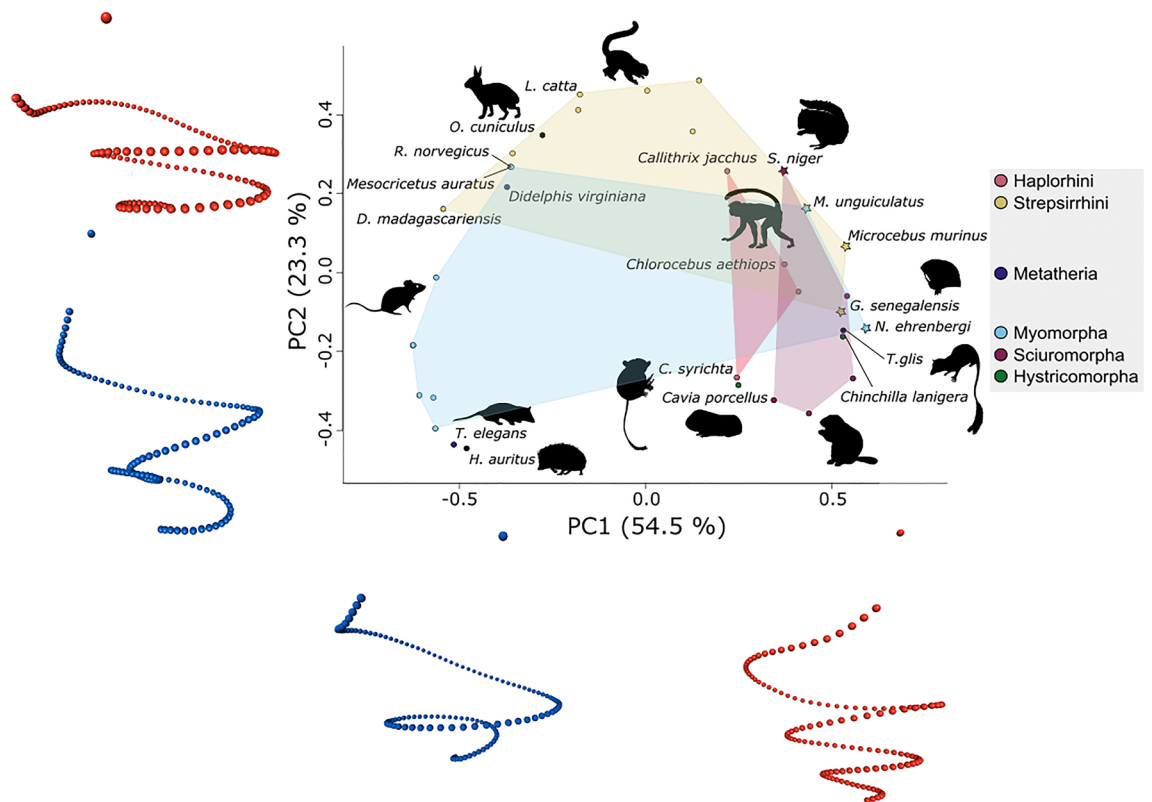 L. catta
O. cuniculus
R. norvegicus
Callithrix jacchus
S. niger
Mesocricetus auratus
Didelphis virginiana
M. unguiculatus
D. madagascariensis
Microcebus murinus
Chlorocebus aethiops
G. senegalensis
N. ehrenbergi
T.glis
C. syrichta
Cavia porcellus
Chinchilla lanigera
T. elegans
H. auritus
PC2 (23.3 %)
0.4
0.2
0.0
-0.2
-0.4
-0.5
0.0
0.5
PC1 (54.5 %)
Haplorhini
Strepsirrhini
Metatheria
Myomorpha
Sciuromorpha
Hystricomorpha